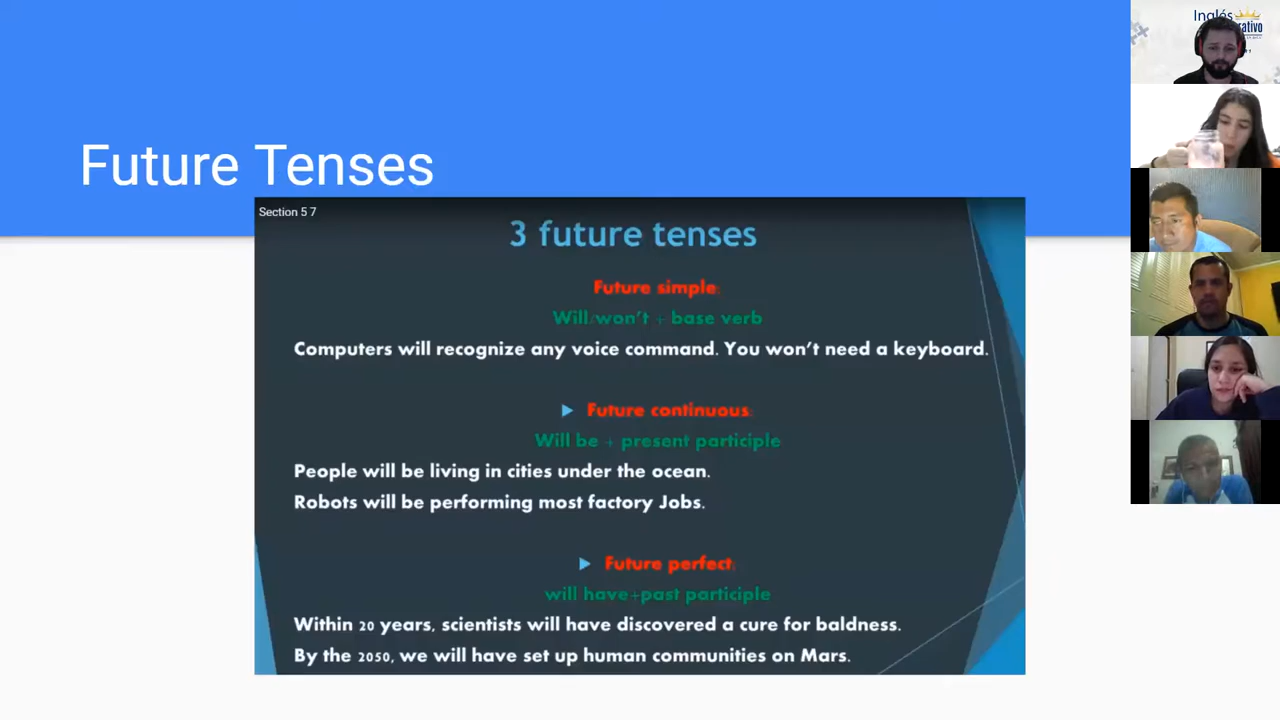 Future Tenses
Section 5 7
3 future tenses
Future simple:
Will/won't + base verb
Computers will recognize any voice command. You won't need a keyboard.
Future continuous:
Will be + present participle
People will be living in cities under the ocean.
Robots will be performing most factory Jobs.
Future perfect:
will have+past participle
Within 20 years, scientists will have discovered a cure for baldness.
By the 2050, we will have set up human communities on Mars.
Inglés